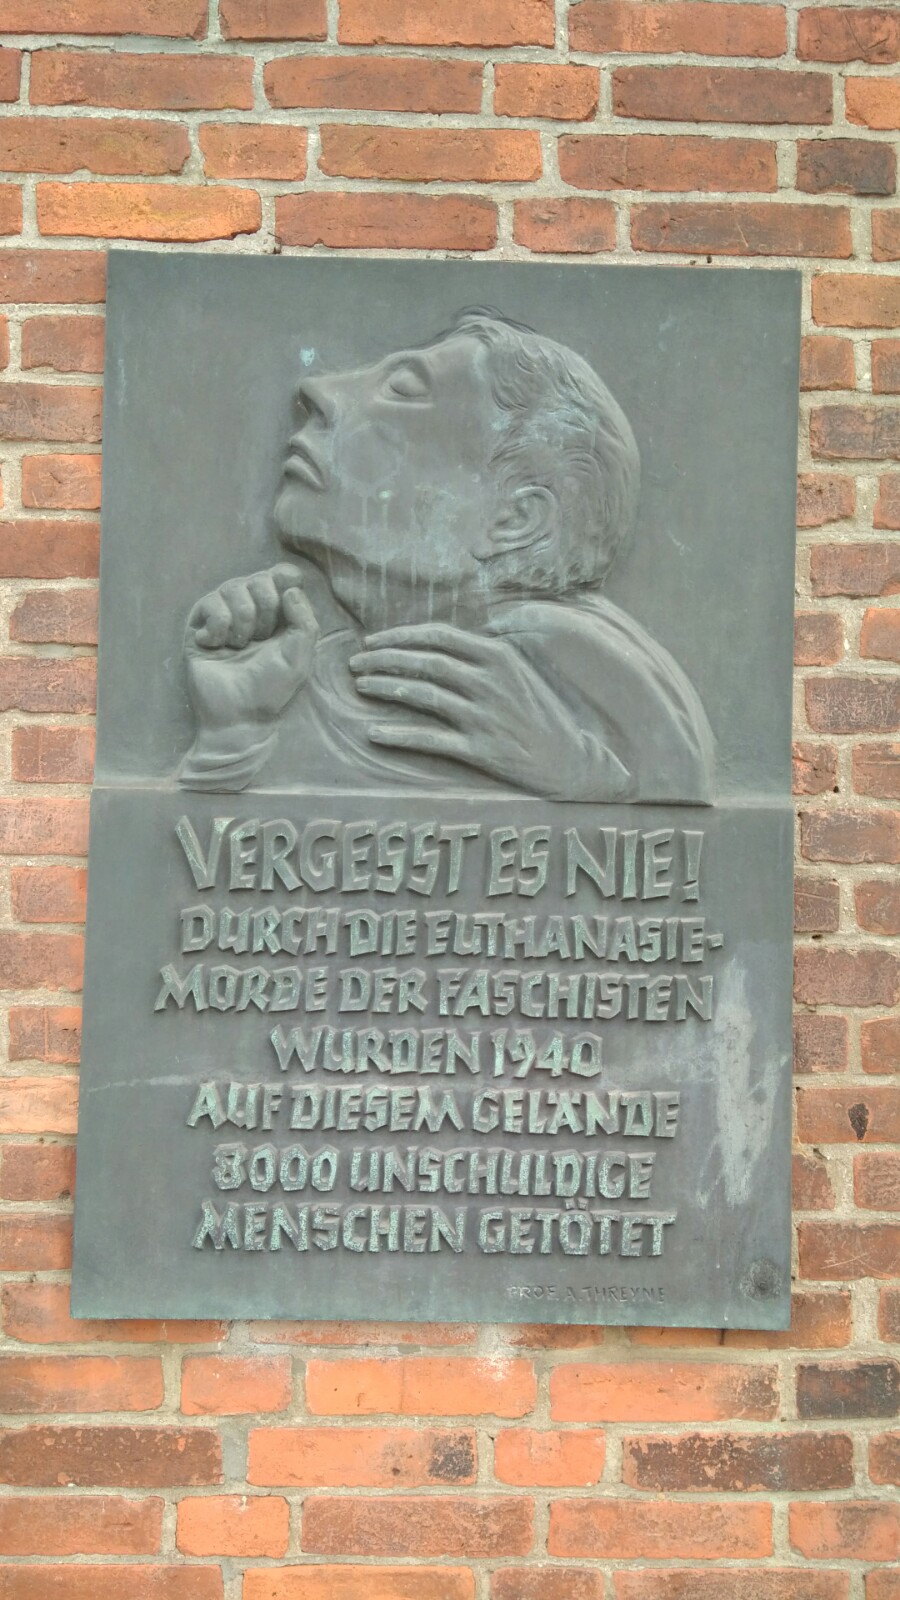 VERGESST ES NIE!
DURCH DIE EUTHANASIE-
MORDE DER FASCHISTEN
WURDEN 1940
AUF DIESEM GELÄNDE
8000 UNSCHULDIGE
MENSCHEN GETÖTET
PROF. A. THREYNE